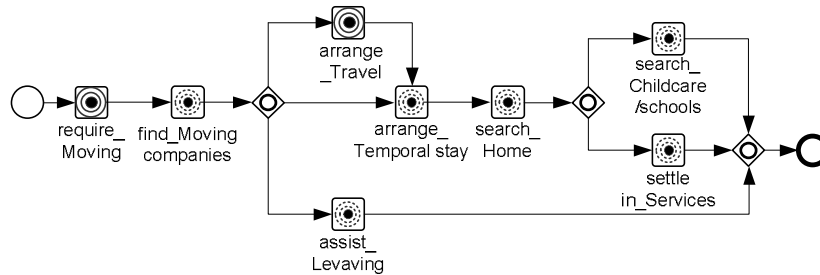 arrange
_Travel
search_
Childcare
/schools
require_
Moving
find_Moving
companies
arrange_
Temporal stay
search_
Home
settle
in_Services
assist_
Levaving